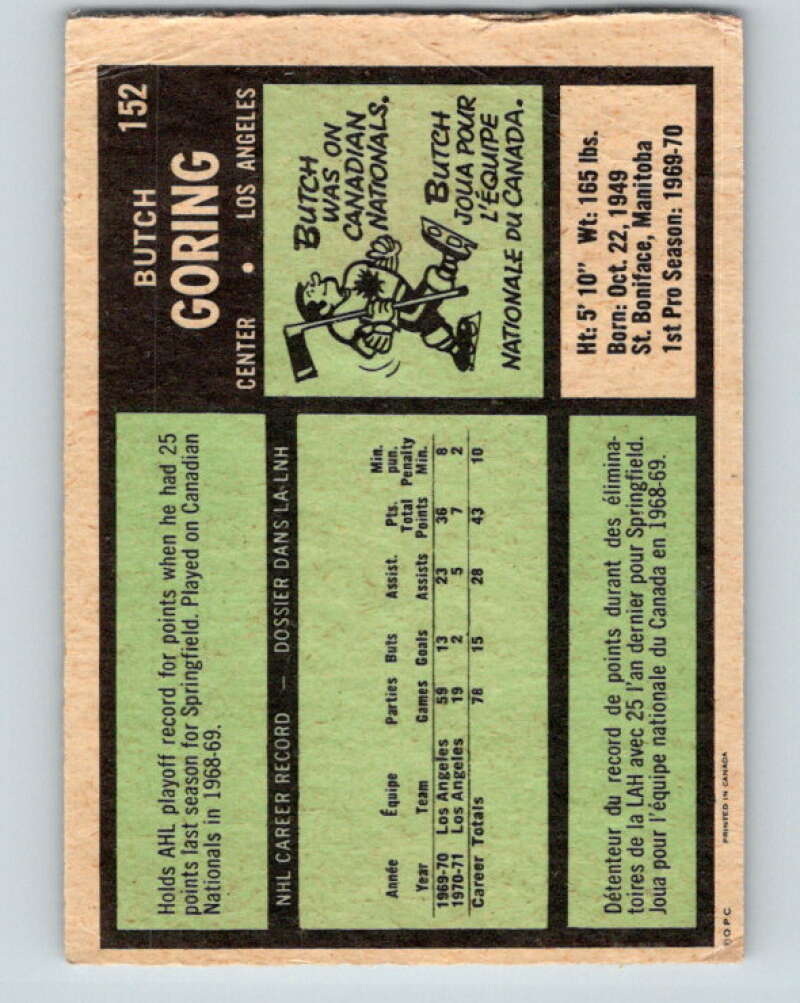 Holds AHL playoff record for points when he had 25
points last season for Springfield. Played on Canadian
Nationals in 1968-69.
BUTCH 152
GORING
CENTER • LOS ANGELES
NHL CAREER RECORD — DOSSIER DANS LA LNH
Année Équipe Parties Buts Assist. Pts. Min. pun.
Year Team Games Goals Assists Total Points Penalty Min.
1969-70 Los Angeles 59 13 23 36 8
1970-71 Los Angeles 19 2 5 7 2
Career Totals 78 15 28 43 10
BUTCH
WAS ON
CANADIAN
NATIONALS.
BUTCH
JOUA POUR
L'ÉQUIPE
NATIONALE DU CANADA.
Détenteur du record de points durant des élimina-
toires de la LAH avec 25 l'an dernier pour Springfield.
Joua pour l'équipe nationale du Canada en 1968-69.
Ht: 5' 10" Wt: 165 lbs.
Born: Oct. 22, 1949
St. Boniface, Manitoba
1st Pro Season: 1969-70
©O.P.C. PRINTED IN CANADA